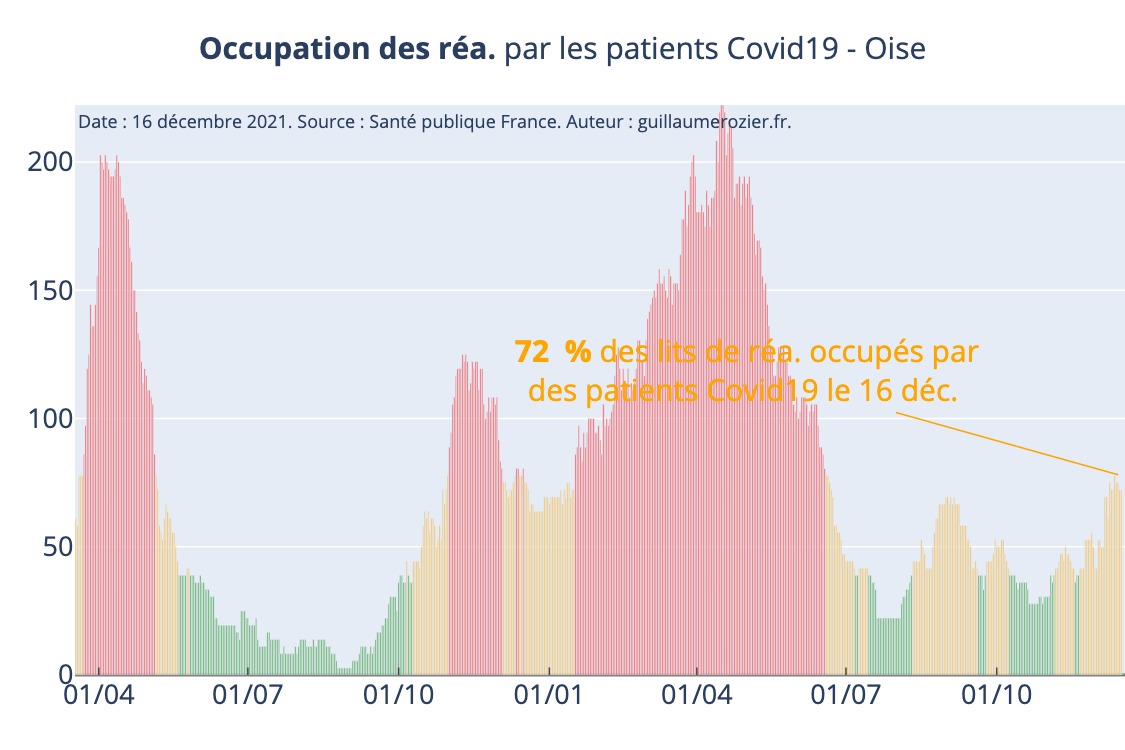 Occupation des réa. par les patients Covid19 - Oise
Date : 16 décembre 2021. Source : Santé publique France. Auteur : guillaumerozier.fr.
200
150
72 % des lits de réa. occupés par
des patients Covid19 le 16 déc.
100
50
0
01/04 01/07 01/10 01/01 01/04 01/07 01/10